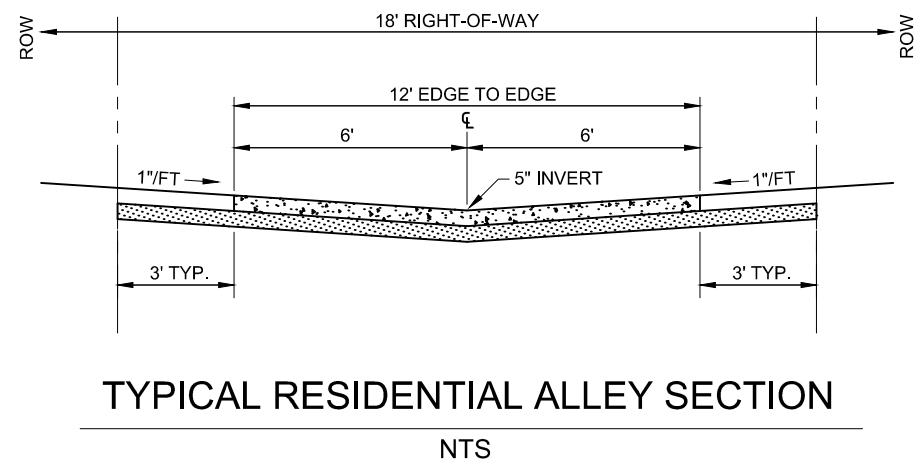 ROW
18' RIGHT-OF-WAY
ROW
12' EDGE TO EDGE
℄
6'
6'
1"/FT
5" INVERT
1"/FT
3' TYP.
3' TYP.
TYPICAL RESIDENTIAL ALLEY SECTION
NTS